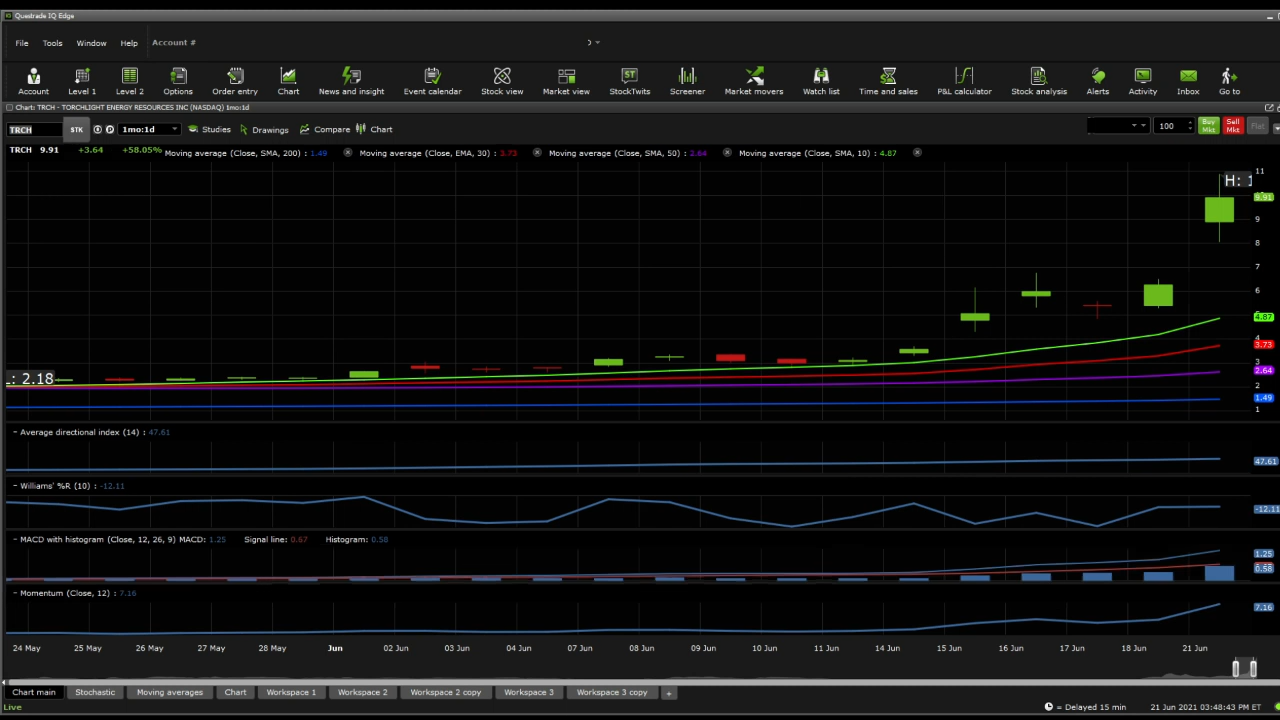 Questrade IQ Edge
File Tools Window Help Account #
Account Level 1 Level 2 Options Order entry Chart News and insight Event calendar Stock view Market view StockTwits Screener Market movers Watch list Time and sales P&L calculator Stock analysis Alerts Activity Inbox Go to
Chart: TRCH - TORCHLIGHT ENERGY RESOURCES INC (NASDAQ) 1mo:1d
TRCH STK 1mo:1d Studies Drawings Compare Chart 100 Buy Mkt Sell Mkt Flat
TRCH 9.91 +3.64 +58.05% Moving average (Close, SMA, 200) : 1.49 Moving average (Close, EMA, 30) : 3.73 Moving average (Close, SMA, 50) : 2.64 Moving average (Close, SMA, 10) : 4.87
11
H: 1
9.91
9
8
7
6
4.87
4
3.73
3
2.64
L: 2.18
2
1.49
1
- Average directional index (14) : 47.61
47.61
- Williams' %R (10) : -12.11
-12.11
- MACD with histogram (Close, 12, 26, 9) MACD: 1.25 Signal line: 0.67 Histogram: 0.58
1.25
0.58
- Momentum (Close, 12) : 7.16
7.16
24 May 25 May 26 May 27 May 28 May Jun 02 Jun 03 Jun 04 Jun 07 Jun 08 Jun 09 Jun 10 Jun 11 Jun 14 Jun 15 Jun 16 Jun 17 Jun 18 Jun 21 Jun
Chart main Stochastic Moving averages Chart Workspace 1 Workspace 2 Workspace 2 copy Workspace 3 Workspace 3 copy +
Live = Delayed 15 min 21 Jun 2021 03:48:43 PM ET